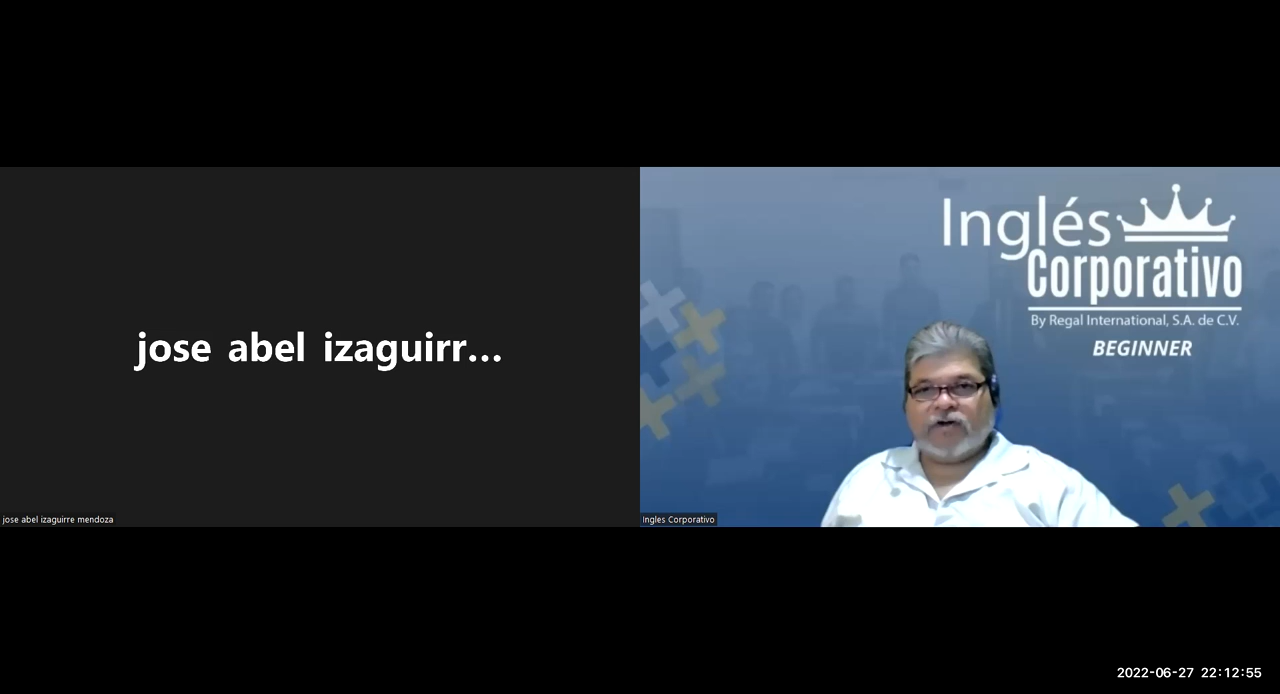 jose abel izaguirr...
jose abel izaguirre mendoza
Inglés
Corporativo
By Regal International, S.A. de C.V.
BEGINNER
Ingles Corporativo
2022-06-27 22:12:55